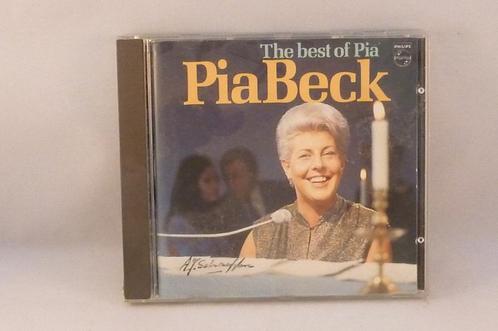 The best of Pia
PHILIPS
Pia Beck